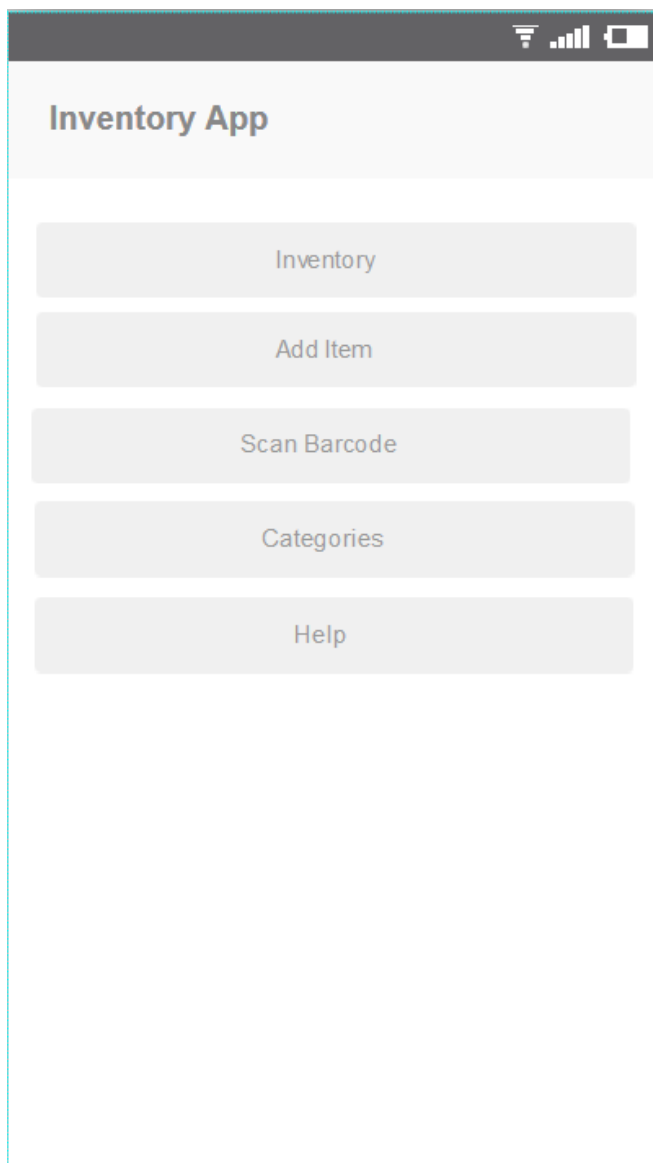 Inventory App
Inventory
Add Item
Scan Barcode
Categories
Help